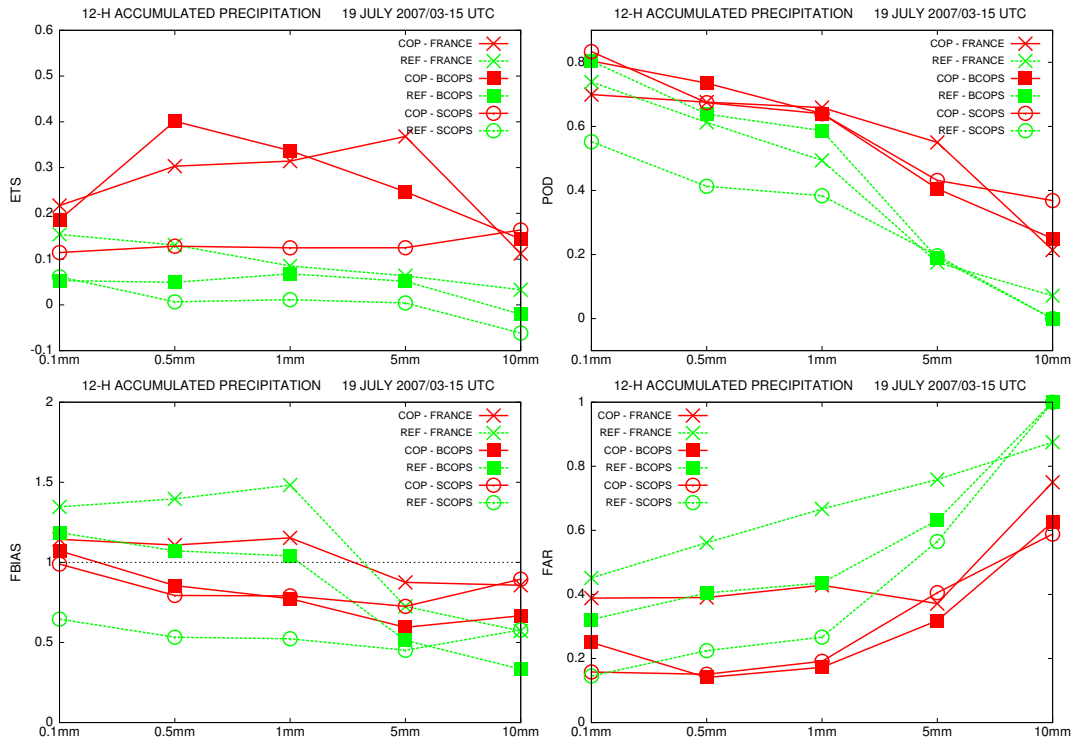 12-H ACCUMULATED PRECIPITATION 19 JULY 2007/03-15 UTC
0.6
0.5
0.4
0.3
0.2
0.1
0
-0.1
ETS
0.1mm 0.5mm 1mm 5mm 10mm
COP - FRANCE
REF - FRANCE
COP - BCOPS
REF - BCOPS
COP - SCOPS
REF - SCOPS
12-H ACCUMULATED PRECIPITATION 19 JULY 2007/03-15 UTC
0.8
0.6
0.4
0.2
0
POD
0.1mm 0.5mm 1mm 5mm 10mm
COP - FRANCE
REF - FRANCE
COP - BCOPS
REF - BCOPS
COP - SCOPS
REF - SCOPS
12-H ACCUMULATED PRECIPITATION 19 JULY 2007/03-15 UTC
2
1.5
1
0.5
0
FBIAS
0.1mm 0.5mm 1mm 5mm 10mm
COP - FRANCE
REF - FRANCE
COP - BCOPS
REF - BCOPS
COP - SCOPS
REF - SCOPS
12-H ACCUMULATED PRECIPITATION 19 JULY 2007/03-15 UTC
1
0.8
0.6
0.4
0.2
0
FAR
0.1mm 0.5mm 1mm 5mm 10mm
COP - FRANCE
REF - FRANCE
COP - BCOPS
REF - BCOPS
COP - SCOPS
REF - SCOPS